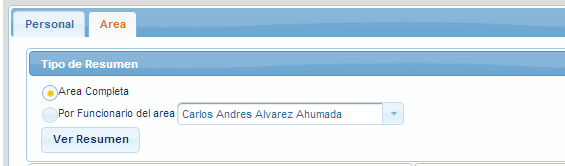 Personal Area
Tipo de Resumen
Area Completa
Por Funcionario del area Carlos Andres Alvarez Ahumada
Ver Resumen